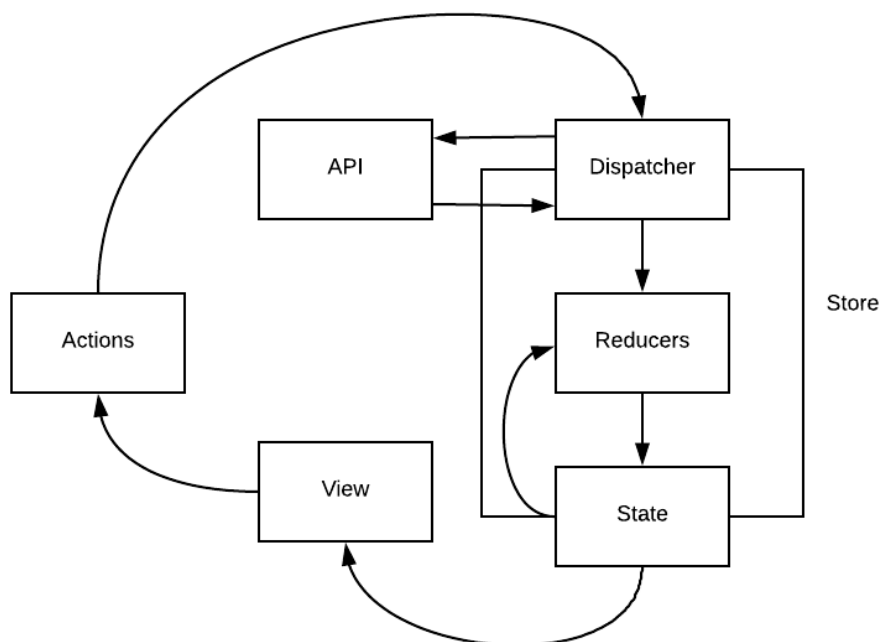 API
Dispatcher
Store
Actions
Reducers
View
State